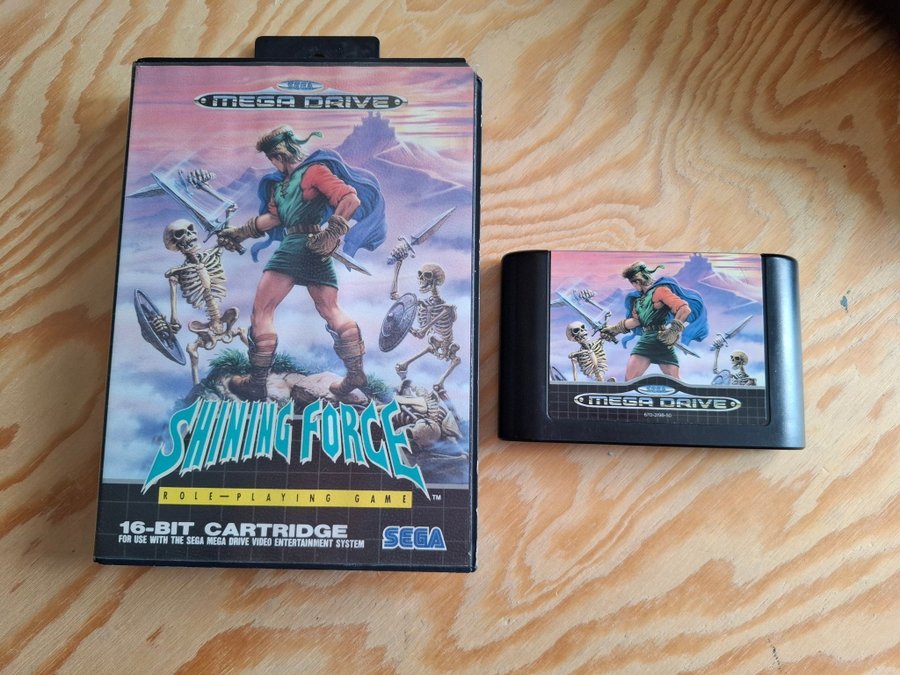 SEGA
MEGA DRIVE
SHINING FORCE
ROLE-PLAYING GAME
TM
16-BIT CARTRIDGE
FOR USE WITH THE SEGA MEGA DRIVE VIDEO ENTERTAINMENT SYSTEM
SEGA
SEGA
MEGA DRIVE